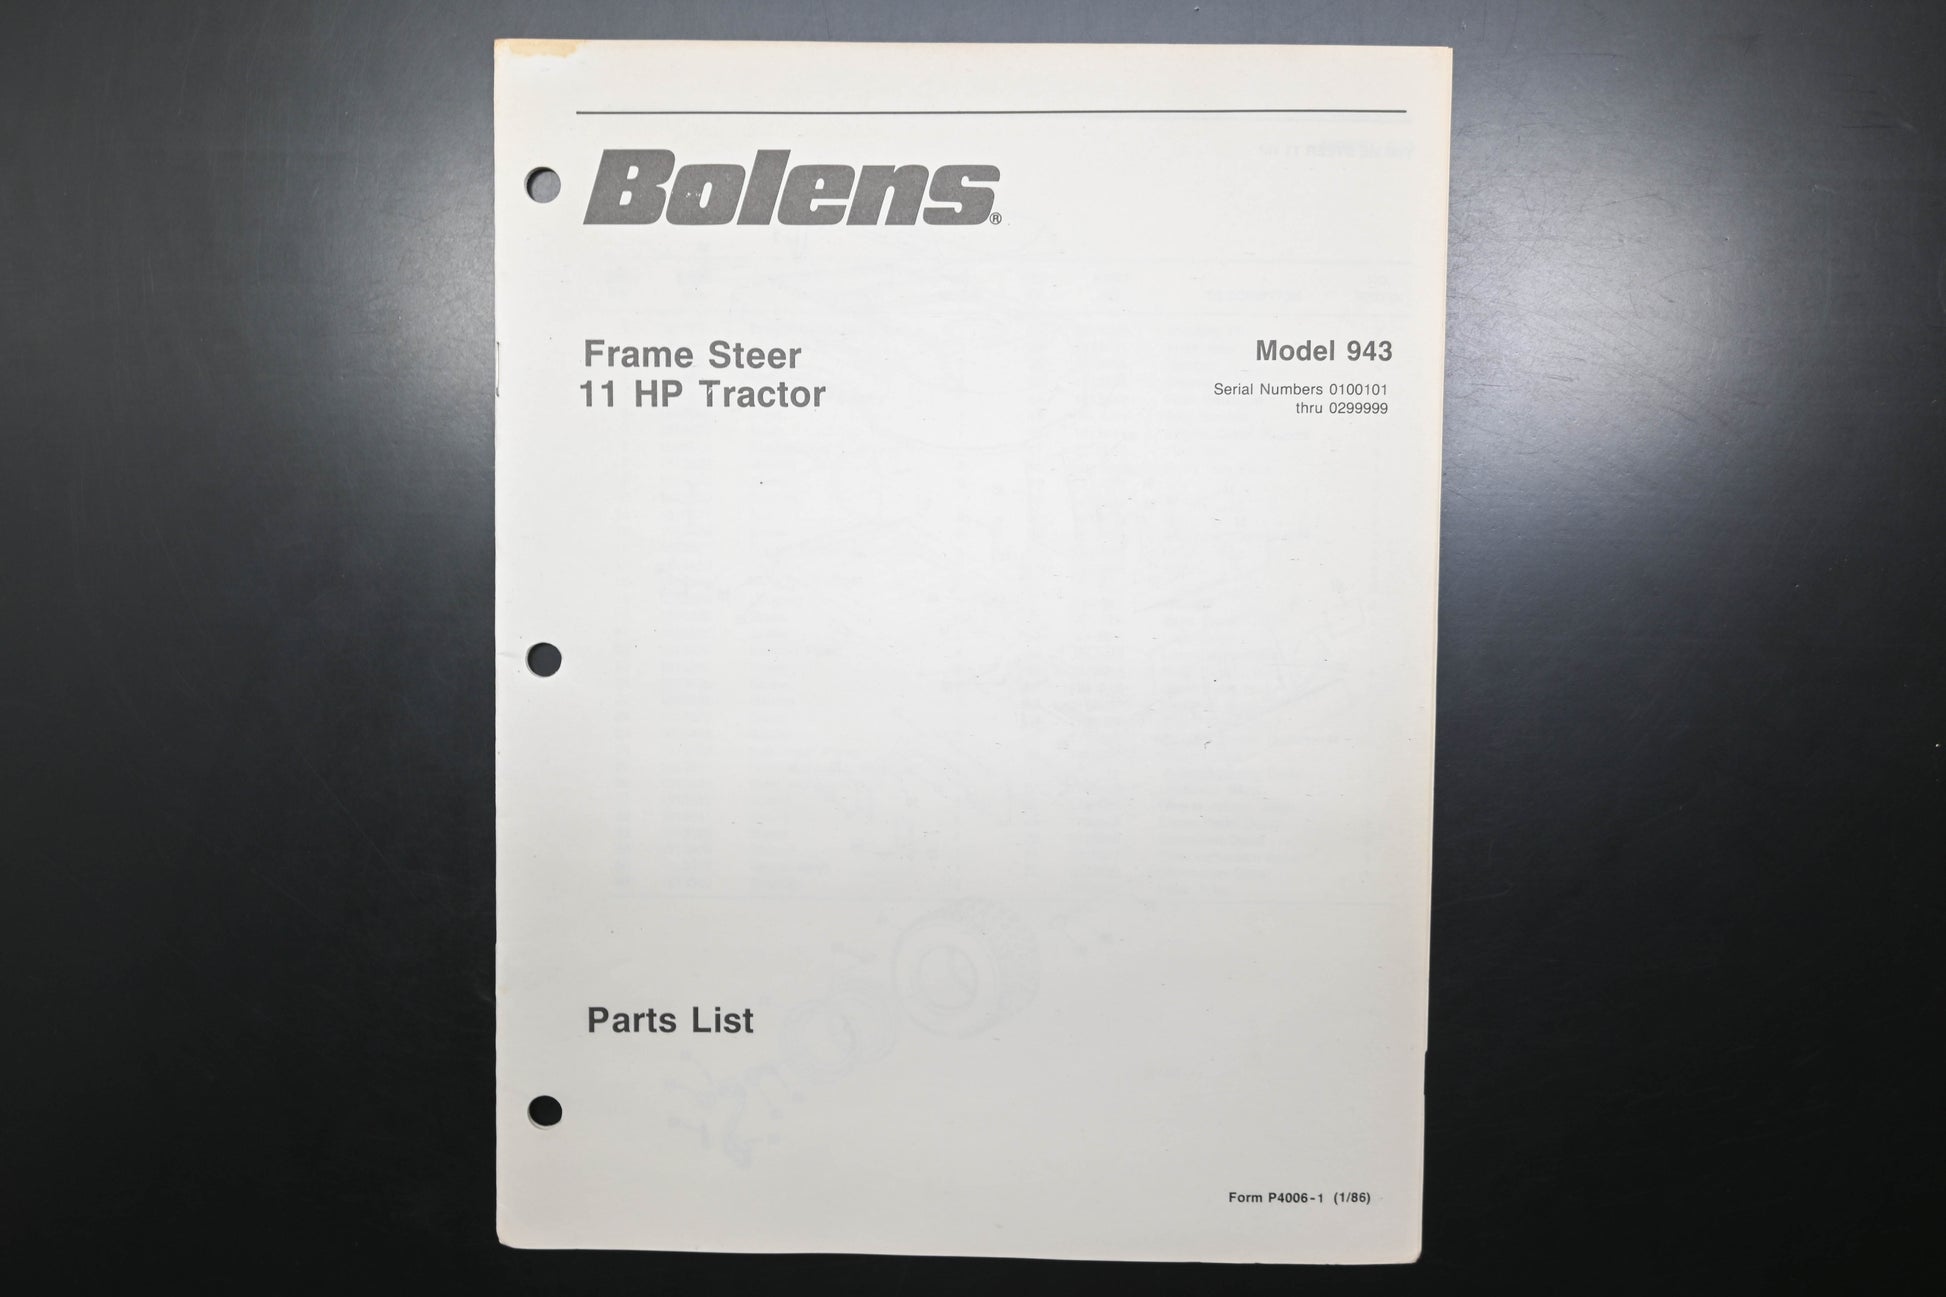 Bolens®
Frame Steer
11 HP Tractor
Model 943
Serial Numbers 0100101
thru 0299999
Parts List
Form P4006-1 (1/86)